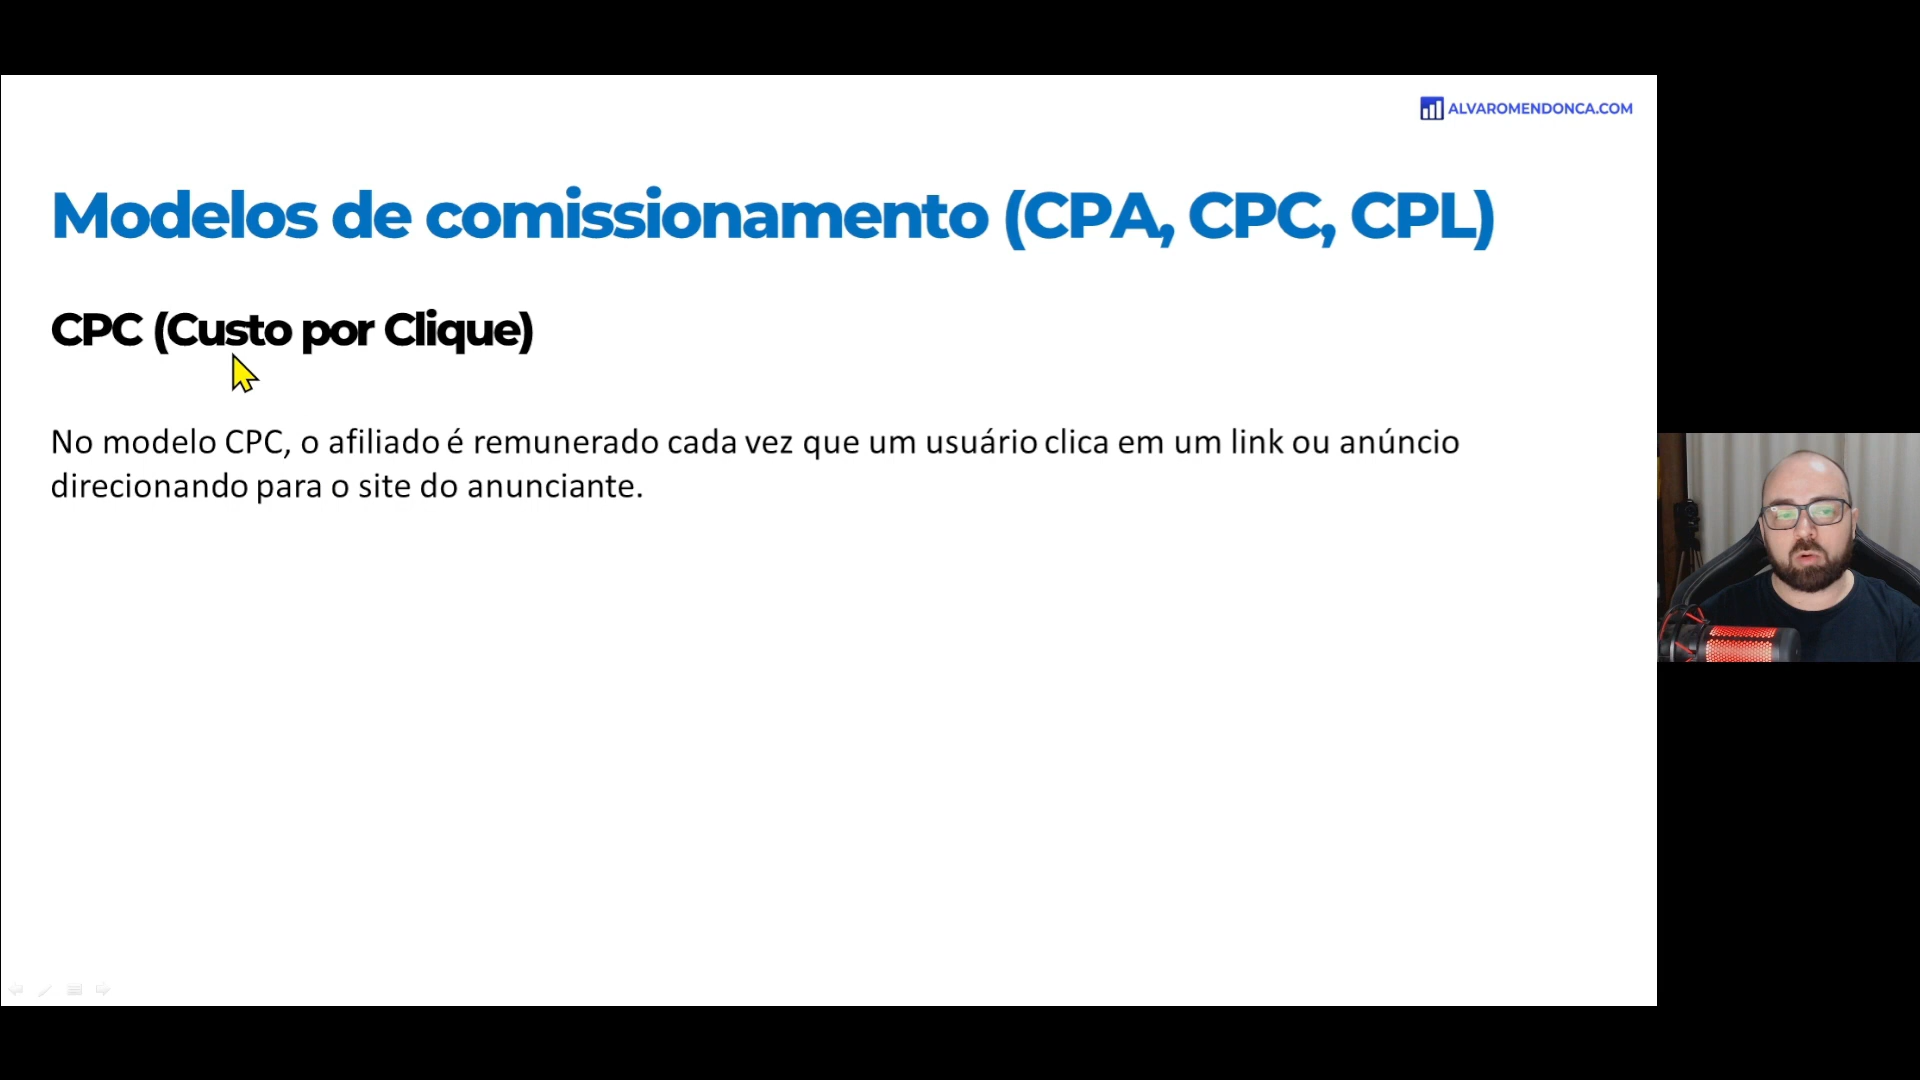 ALVAROMENDONCA.COM
Modelos de comissionamento (CPA, CPC, CPL)
CPC (Custo por Clique)
No modelo CPC, o afiliado é remunerado cada vez que um usuário clica em um link ou anúncio
direcionando para o site do anunciante.